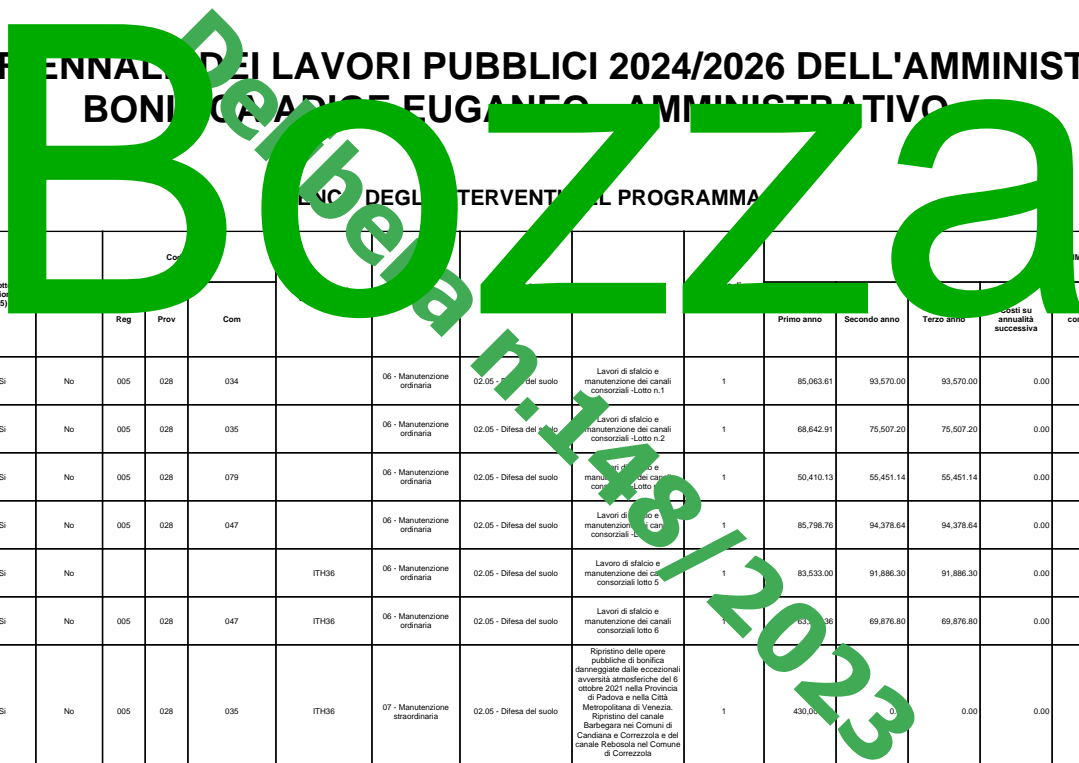 DEI LAVORI PUBBLICI 2024/2026 DELL'AMMINIST
ADIGE EUGANEO
Bozza
Delibera n.148/2023
DEGL
PROGRAMMA
Reg Prov Com Primo anno Secondo anno Terzo anno Costi su annualità successiva
Si No 005 028 034 06 - Manutenzione ordinaria 02.05 - del suolo Lavori di sfalcio e manutenzione dei canali consorziali -Lotto n.1 1 85,063.61 93,570.00 93,570.00 0.00
Si No 005 028 035 06 - Manutenzione ordinaria 02.05 - Difesa del Lavori di sfalcio e manutenzione dei canali consorziali -Lotto n.2 1 68,642.91 75,507.20 75,507.20 0.00
Si No 005 028 079 06 - Manutenzione ordinaria 02.05 - Difesa del suolo 1 50,410.13 55,451.14 55,451.14 0.00
Si No 005 028 047 06 - Manutenzione ordinaria 02.05 - Difesa del suolo Lavori di e manutenzione consorziali 1 85,798.76 94,378.64 94,378.64 0.00
Si No ITH36 06 - Manutenzione ordinaria 02.05 - Difesa del suolo Lavoro di sfalcio e manutenzione dei consorziali lotto 5 1 83,533.00 91,886.30 91,886.30 0.00
Si No 005 028 047 ITH36 06 - Manutenzione ordinaria 02.05 - Difesa del suolo Lavori di sfalcio e manutenzione dei canali consorziali lotto 6 69,876.80 69,876.80 0.00
Si No 005 028 035 ITH36 07 - Manutenzione straordinaria 02.05 - Difesa del suolo Ripristino delle opere pubbliche di bonifica danneggiate dalle eccezionali avversità atmosferiche del 6 ottobre 2021 nella Provincia di Padova e nella Città Metropolitana di Venezia. Ripristino del canale Barbegara nei Comuni di Candiana e Correzzola e del canale Rebosola nel Comune di Correzzola 1 0.00 0.00